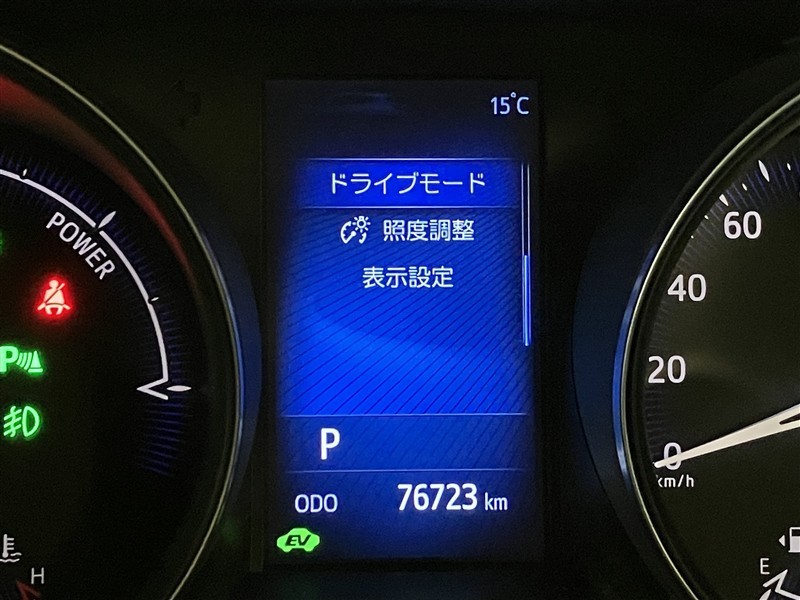 15°C
ドライブモード
照度調整
表示設定
P
ODO 76723 km
EV
POWER
P
H
60
40
20
0
km/h
E